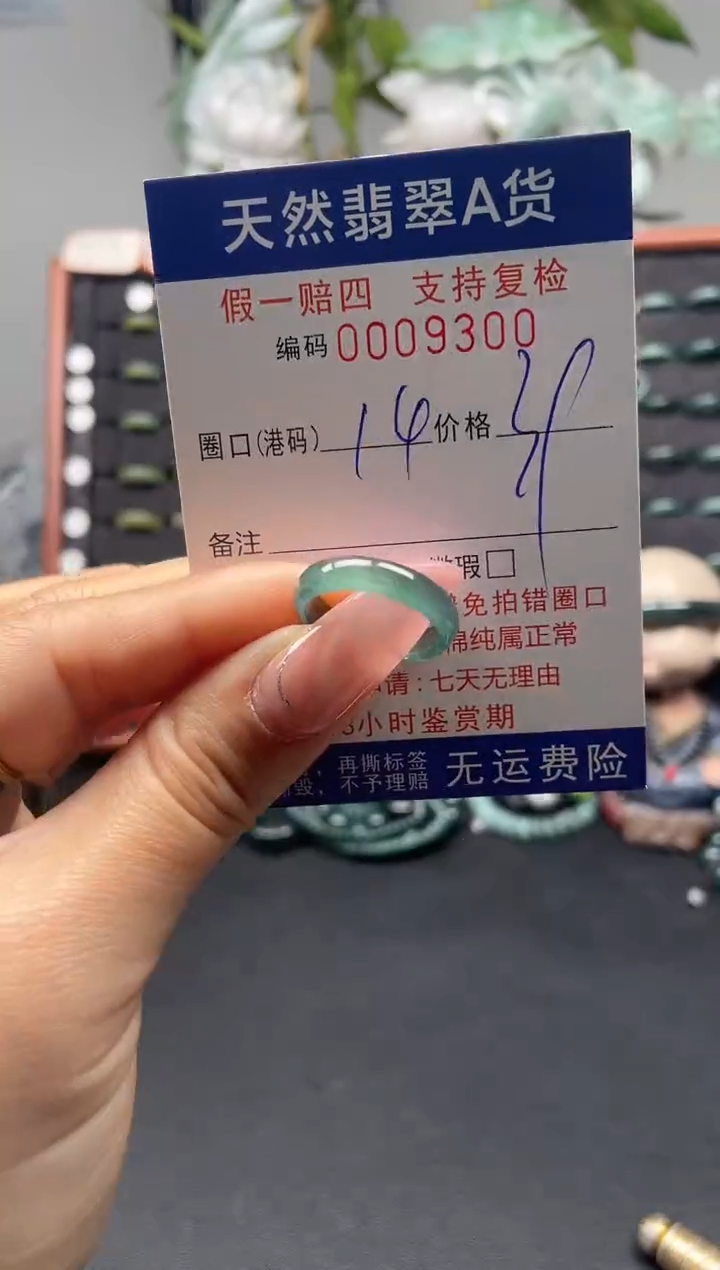 天然翡翠A货
假一赔四 支持复检
编码 0009300
圈口(港码) 14 价格
备注
瑕□
免拍错圈口
棉纯属正常
请：七天无理由
小时鉴赏期
再撕标签 无运费险
毁，不予理赔